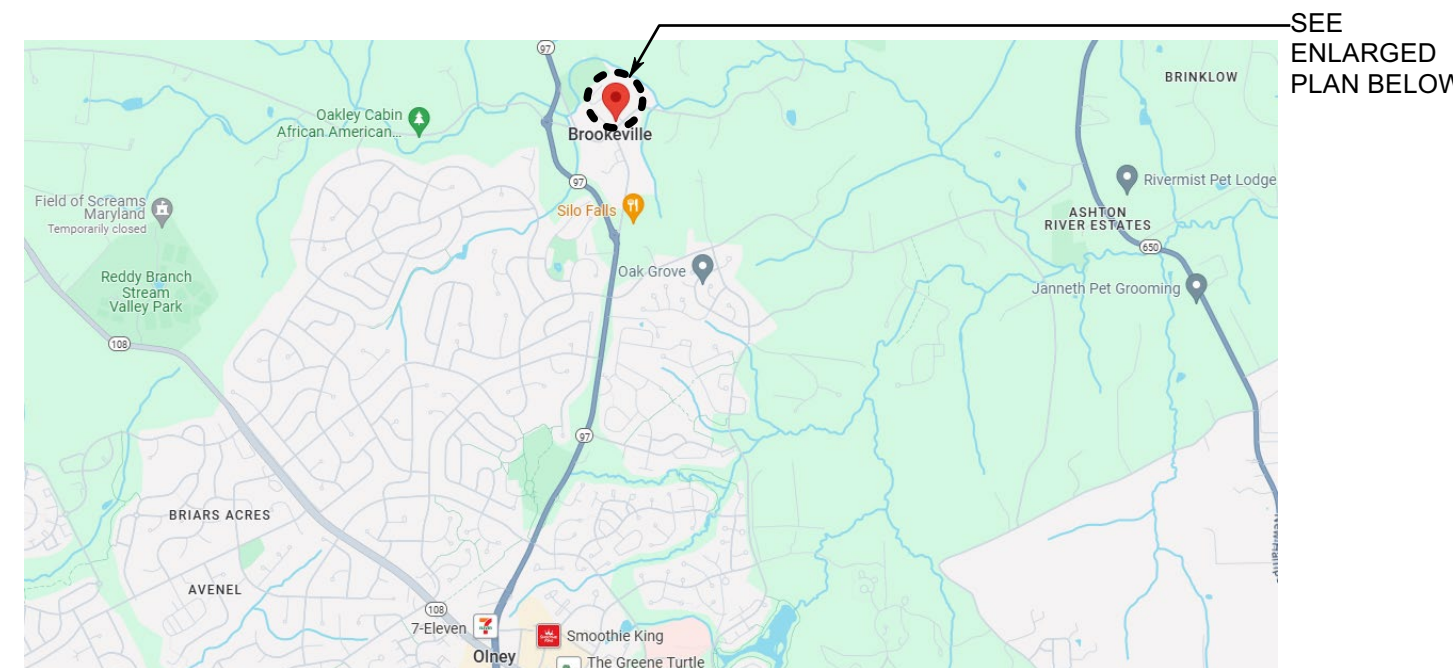 SEE
ENLARGED
PLAN BELOW
97
BRINKLOW
Oakley Cabin
African American...
Brookeville
97
Rivermist Pet Lodge
Field of Screams
Maryland
Temporarily closed
Silo Falls
ASHTON
RIVER ESTATES
650
Oak Grove
Reddy Branch
Stream
Valley Park
Janneth Pet Grooming
108
97
BRIARS ACRES
AVENEL
108
7-Eleven
Smoothie King
Olney
The Greene Turtle